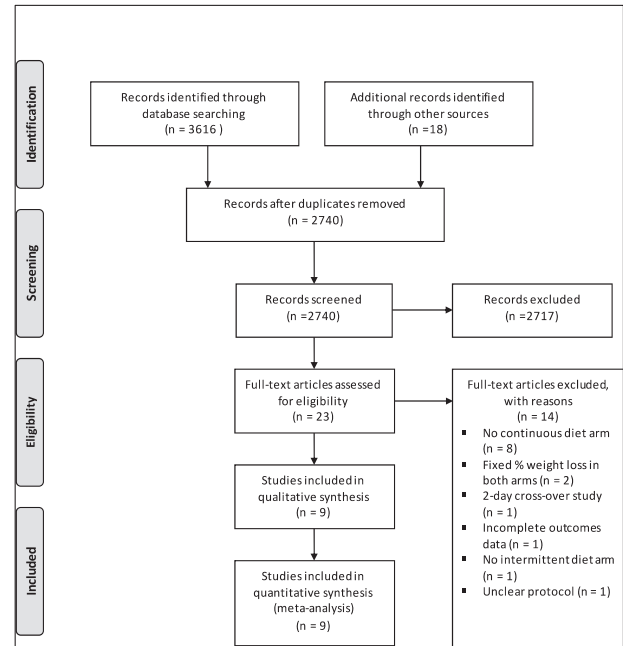 Identification
Records identified through
database searching
(n = 3616 )
Additional records identified
through other sources
(n =18)
Records after duplicates removed
(n = 2740)
Screening
Records screened
(n =2740)
Records excluded
(n =2717)
Eligibility
Full-text articles assessed
for eligibility
(n = 23)
Full-text articles excluded,
with reasons
(n = 14)
▪ No continuous diet arm
(n = 8)
▪ Fixed % weight loss in
both arms (n = 2)
▪ 2-day cross-over study
(n = 1)
▪ Incomplete outcomes
data (n = 1)
▪ No intermittent diet arm
(n = 1)
▪ Unclear protocol (n = 1)
Studies included in
qualitative synthesis
(n = 9)
Included
Studies included in
quantitative synthesis
(meta-analysis)
(n = 9)